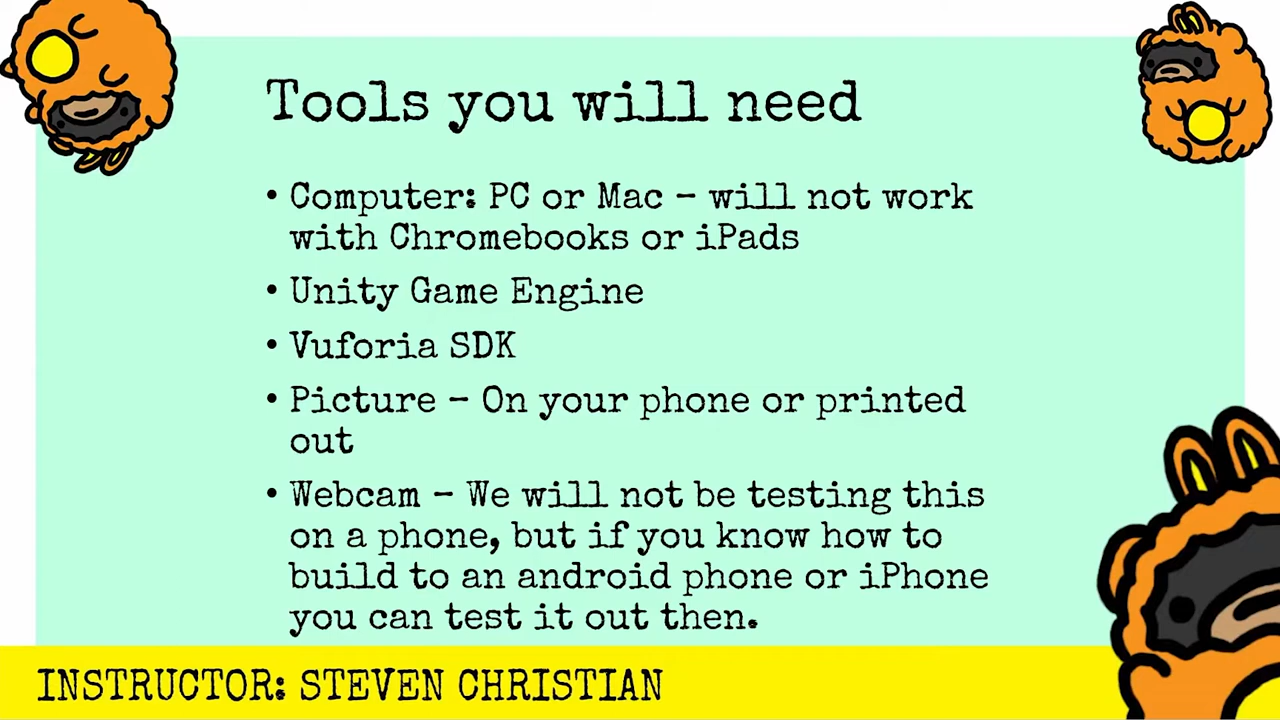 Tools you will need
• Computer: PC or Mac – will not work
with Chromebooks or iPads
• Unity Game Engine
• Vuforia SDK
• Picture – On your phone or printed
out
• Webcam – We will not be testing this
on a phone, but if you know how to
build to an android phone or iPhone
you can test it out then.
INSTRUCTOR: STEVEN CHRISTIAN